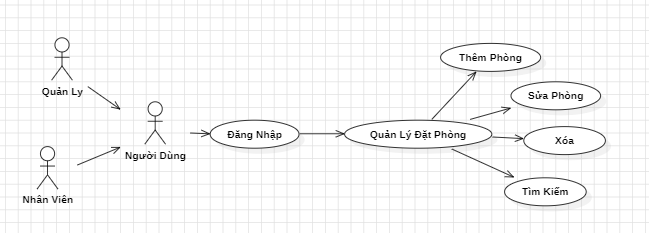 Thêm Phòng
Quản Ly
Sửa Phòng
Đăng Nhập
Quản Lý Đặt Phòng
Xóa
Người Dùng
Tìm Kiếm
Nhân Viên